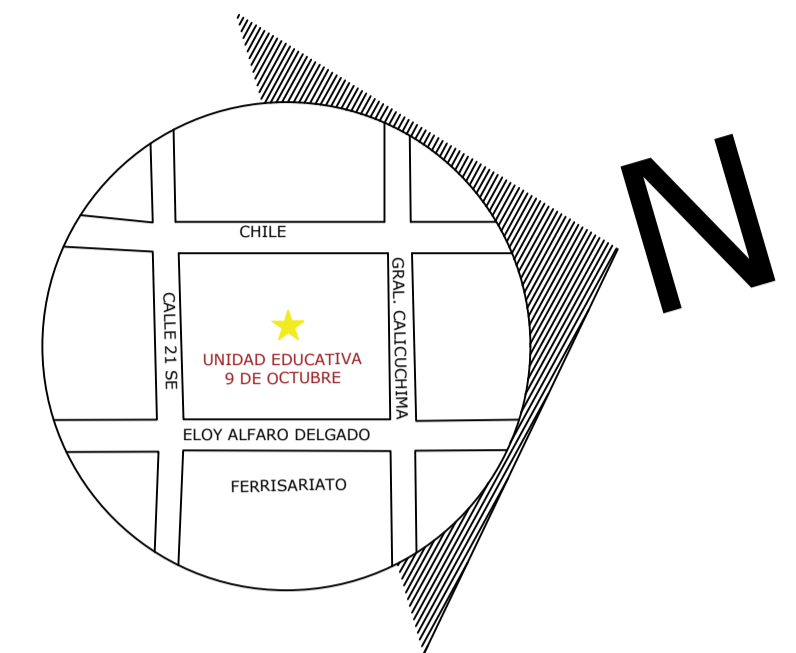 N
CHILE
CALLE 21 SE
GRAL. CALICUCHIMA
UNIDAD EDUCATIVA
9 DE OCTUBRE
ELOY ALFARO DELGADO
FERRISARIATO